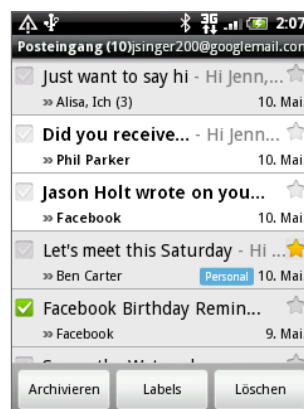 3G 2:07
Posteingang (10)jsinger200@googlemail.com
Just want to say hi - Hi Jenn,...
» Alisa, Ich (3) 10. Mai
Did you receive... - Hi Jenn...
» Phil Parker 10. Mai
Jason Holt wrote on you...
» Facebook 10. Mai
Let's meet this Saturday - Hi ...
» Ben Carter Personal 10. Mai
Facebook Birthday Remin...
» Facebook 9. Mai
Archivieren Labels Löschen